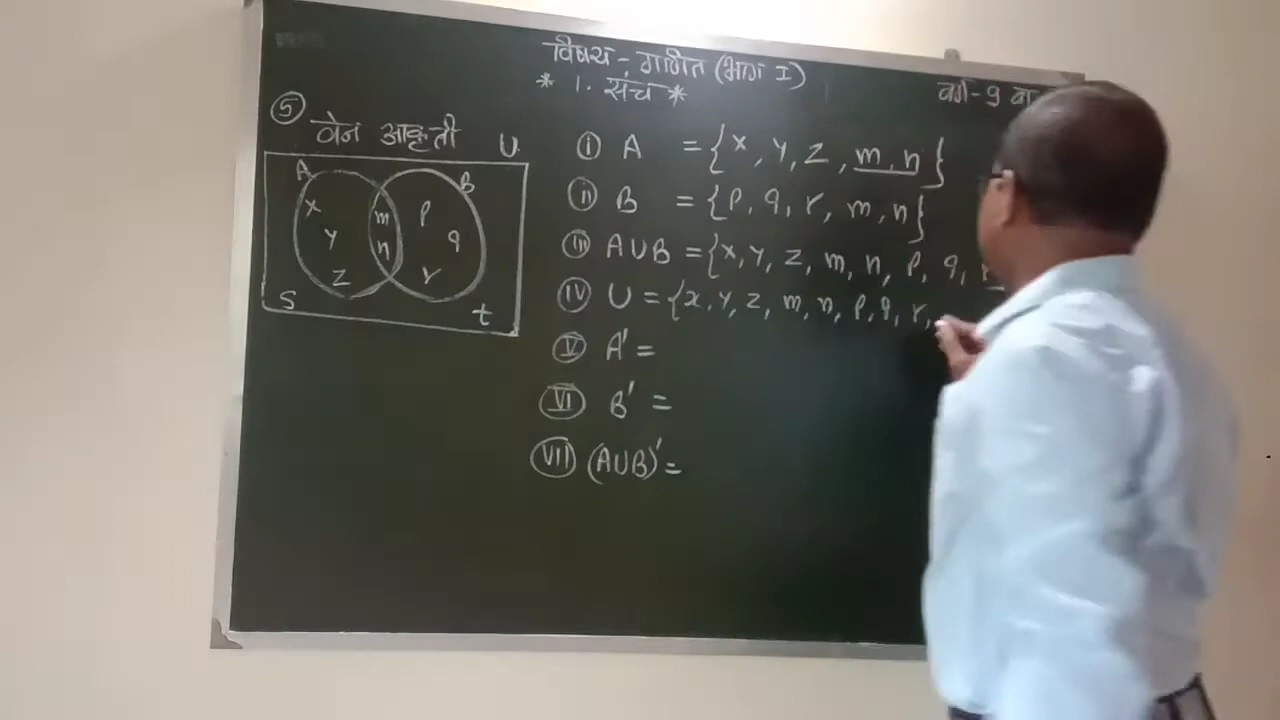 विषय - गणित (भाग I)
* 1. संच *
वर्ग - 9 वा
⑤ वेन आकृती
U
A
B
x
m
p
y
n
q
z
r
S
t
(i) A = {x, y, z, m, n}
(ii) B = {p, q, r, m, n}
(iii) A∪B = {x, y, z, m, n, p, q, r
(iv) U = {x, y, z, m, n, p, q, r,
(v) A' =
(vi) B' =
(vii) (A∪B)' =